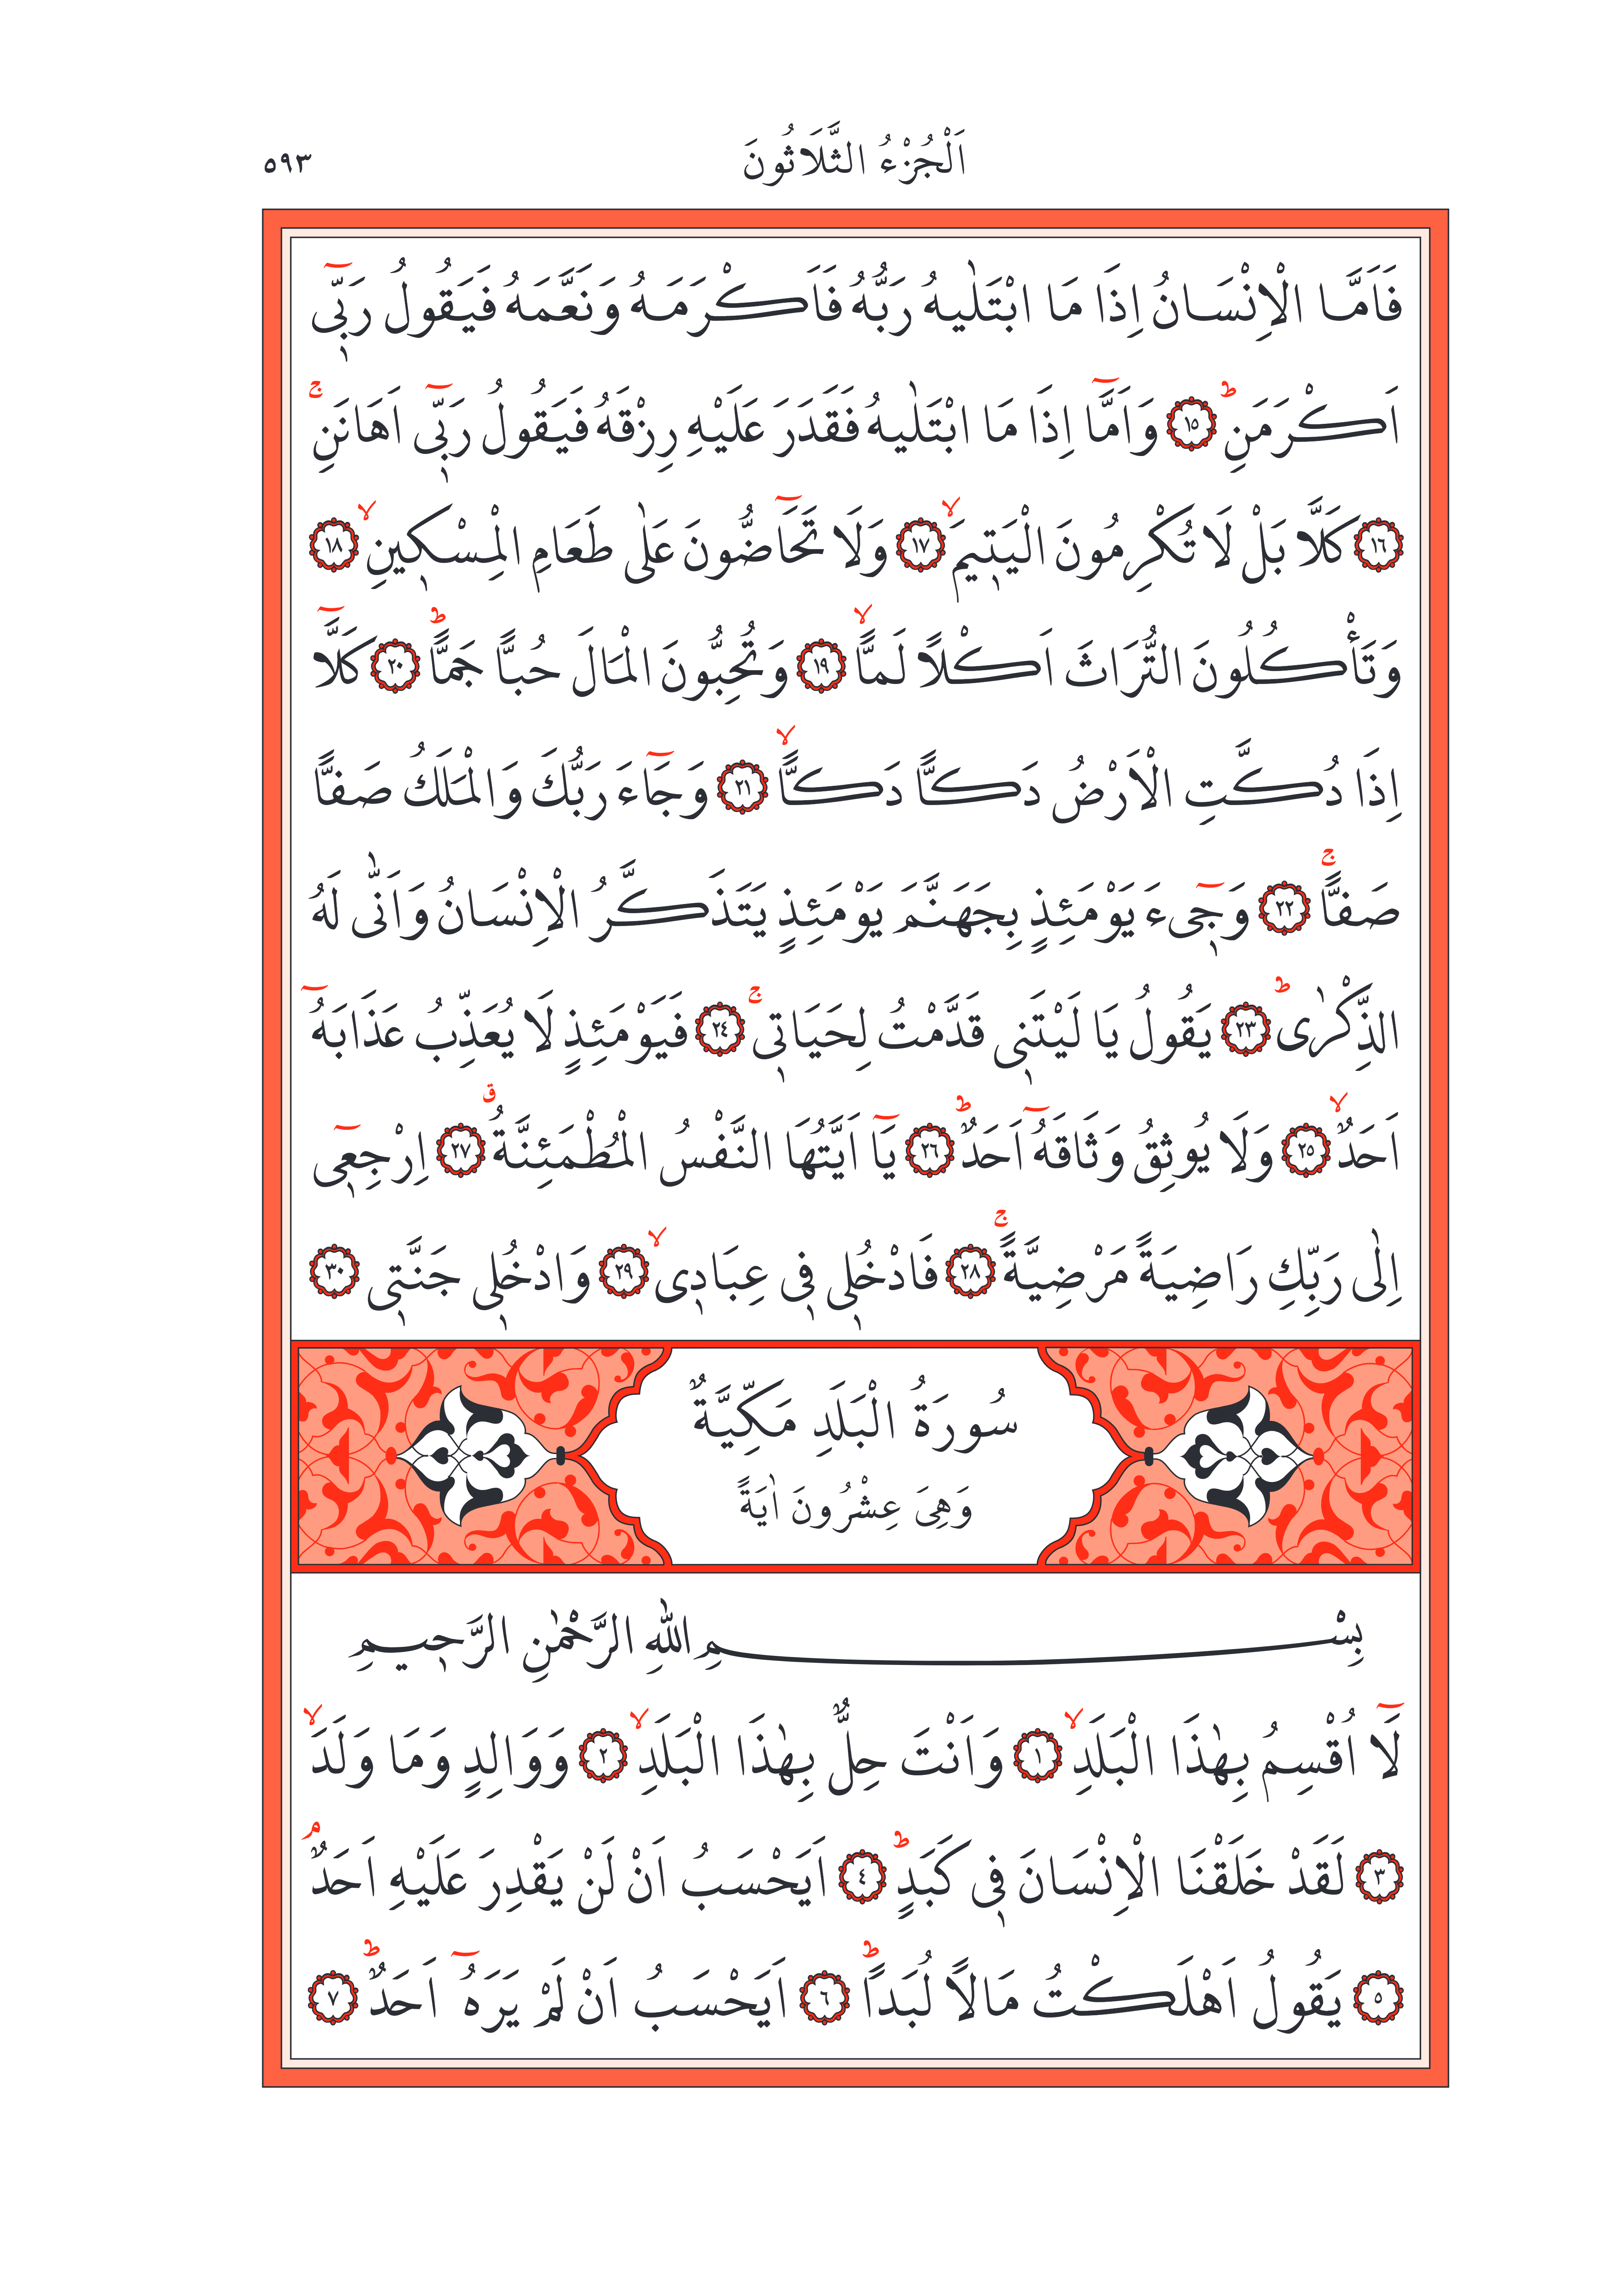 اَلْجُزْءُ الثَّلَاثُونَ ٥٩٣
فَاَمَّا الْاِنْسَانُ اِذَا مَا ابْتَلٰيهُ رَبُّهُ فَاَكْرَمَهُ وَنَعَّمَهُ فَيَقُولُ رَبّ۪ٓي
اَكْرَمَنِۜ ﴿١٥﴾ وَاَمَّٓا اِذَا مَا ابْتَلٰيهُ فَقَدَرَ عَلَيْهِ رِزْقَهُ فَيَقُولُ رَبّ۪ٓي اَهَانَنِۚ
﴿١٦﴾ كَلَّا بَلْ لَا تُكْرِمُونَ الْيَت۪يمَۙ ﴿١٧﴾ وَلَا تَحَٓاضُّونَ عَلٰى طَعَامِ الْمِسْك۪ينِۙ ﴿١٨﴾
وَتَأْكُلُونَ التُّرَاثَ اَكْلًا لَمًّاۙ ﴿١٩﴾ وَتُحِبُّونَ الْمَالَ حُبًّا جَمًّاۜ ﴿٢٠﴾ كَلَّٓا
اِذَا دُكَّتِ الْاَرْضُ دَكًّا دَكًّاۙ ﴿٢١﴾ وَجَٓاءَ رَبُّكَ وَالْمَلَكُ صَفًّا
صَفًّاۚ ﴿٢٢﴾ وَج۪ٓيءَ يَوْمَئِذٍ بِجَهَنَّمَ يَوْمَئِذٍ يَتَذَكَّرُ الْاِنْسَانُ وَاَنّٰى لَهُ
الذِّكْرٰىۜ ﴿٢٣﴾ يَقُولُ يَا لَيْتَن۪ي قَدَّمْتُ لِحَيَات۪يۚ ﴿٢٤﴾ فَيَوْمَئِذٍ لَا يُعَذِّبُ عَذَابَهُٓ
اَحَدٌۙ ﴿٢٥﴾ وَلَا يُوثِقُ وَثَاقَهُٓ اَحَدٌۜ ﴿٢٦﴾ يَٓا اَيَّتُهَا النَّفْسُ الْمُطْمَئِنَّةُۗ ﴿٢٧﴾ اِرْجِع۪ٓي
اِلٰى رَبِّكِ رَاضِيَةً مَرْضِيَّةًۚ ﴿٢٨﴾ فَادْخُل۪ي ف۪ي عِبَاد۪يۙ ﴿٢٩﴾ وَادْخُل۪ي جَنَّت۪ي ﴿٣٠﴾
سُورَةُ الْبَلَدِ مَكِّيَّةٌ
وَهِيَ عِشْرُونَ اٰيَةً
بِسْمِ اللّٰهِ الرَّحْمٰنِ الرَّح۪يمِ
لَٓا اُقْسِمُ بِهٰذَا الْبَلَدِۙ ﴿١﴾ وَاَنْتَ حِلٌّ بِهٰذَا الْبَلَدِۙ ﴿٢﴾ وَوَالِدٍ وَمَا وَلَدَۙ
﴿٣﴾ لَقَدْ خَلَقْنَا الْاِنْسَانَ ف۪ي كَبَدٍۜ ﴿٤﴾ اَيَحْسَبُ اَنْ لَنْ يَقْدِرَ عَلَيْهِ اَحَدٌۢ
﴿٥﴾ يَقُولُ اَهْلَكْتُ مَالًا لُبَدًاۜ ﴿٦﴾ اَيَحْسَبُ اَنْ لَمْ يَرَهُٓ اَحَدٌۜ ﴿٧﴾